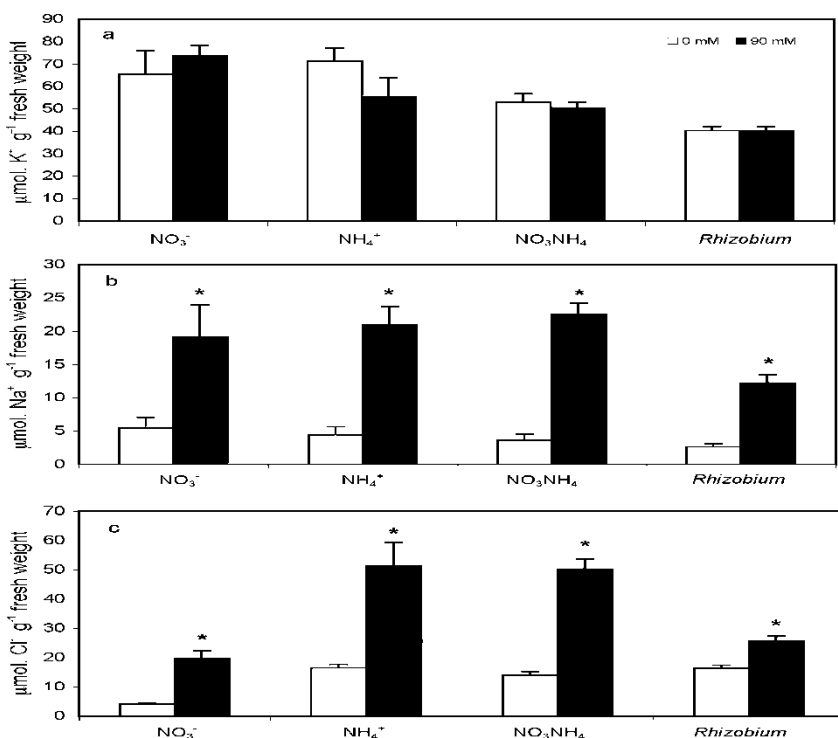 90
80
70
60
50
40
30
20
10
0
a
0 mM 90 mM
µmol. K⁺ g⁻¹ fresh weight
NO₃⁻ NH₄⁺ NO₃NH₄ Rhizobium
30
25
20
15
10
5
0
b
* * * *
µmol. Na⁺ g⁻¹ fresh weight
NO₃⁻ NH₄⁺ NO₃NH₄ Rhizobium
70
60
50
40
30
20
10
0
c
* * * *
µmol. Cl⁻ g⁻¹ fresh weight
NO₃⁻ NH₄⁺ NO₃NH₄ Rhizobium